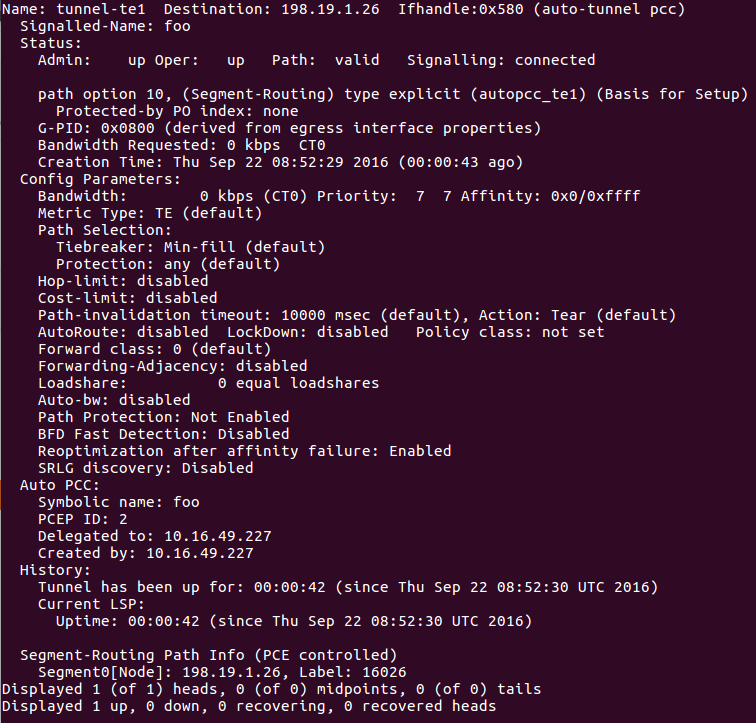 Name: tunnel-te1  Destination: 198.19.1.26  Ifhandle:0x580 (auto-tunnel pcc)
  Signalled-Name: foo
  Status:
    Admin:    up Oper:   up   Path:  valid   Signalling: connected

    path option 10, (Segment-Routing) type explicit (autopcc_te1) (Basis for Setup)
      Protected-by PO index: none
    G-PID: 0x0800 (derived from egress interface properties)
    Bandwidth Requested: 0 kbps  CT0
    Creation Time: Thu Sep 22 08:52:29 2016 (00:00:43 ago)
  Config Parameters:
    Bandwidth:        0 kbps (CT0) Priority:  7  7 Affinity: 0x0/0xffff
    Metric Type: TE (default)
    Path Selection:
      Tiebreaker: Min-fill (default)
      Protection: any (default)
    Hop-limit: disabled
    Cost-limit: disabled
    Path-invalidation timeout: 10000 msec (default), Action: Tear (default)
    AutoRoute: disabled  LockDown: disabled   Policy class: not set
    Forward class: 0 (default)
    Forwarding-Adjacency: disabled
    Loadshare:          0 equal loadshares
    Auto-bw: disabled
    Path Protection: Not Enabled
    BFD Fast Detection: Disabled
    Reoptimization after affinity failure: Enabled
    SRLG discovery: Disabled
  Auto PCC:
    Symbolic name: foo
    PCEP ID: 2
    Delegated to: 10.16.49.227
    Created by: 10.16.49.227
  History:
    Tunnel has been up for: 00:00:42 (since Thu Sep 22 08:52:30 UTC 2016)
    Current LSP:
      Uptime: 00:00:42 (since Thu Sep 22 08:52:30 UTC 2016)

  Segment-Routing Path Info (PCE controlled)
    Segment0[Node]: 198.19.1.26, Label: 16026
Displayed 1 (of 1) heads, 0 (of 0) midpoints, 0 (of 0) tails
Displayed 1 up, 0 down, 0 recovering, 0 recovered heads